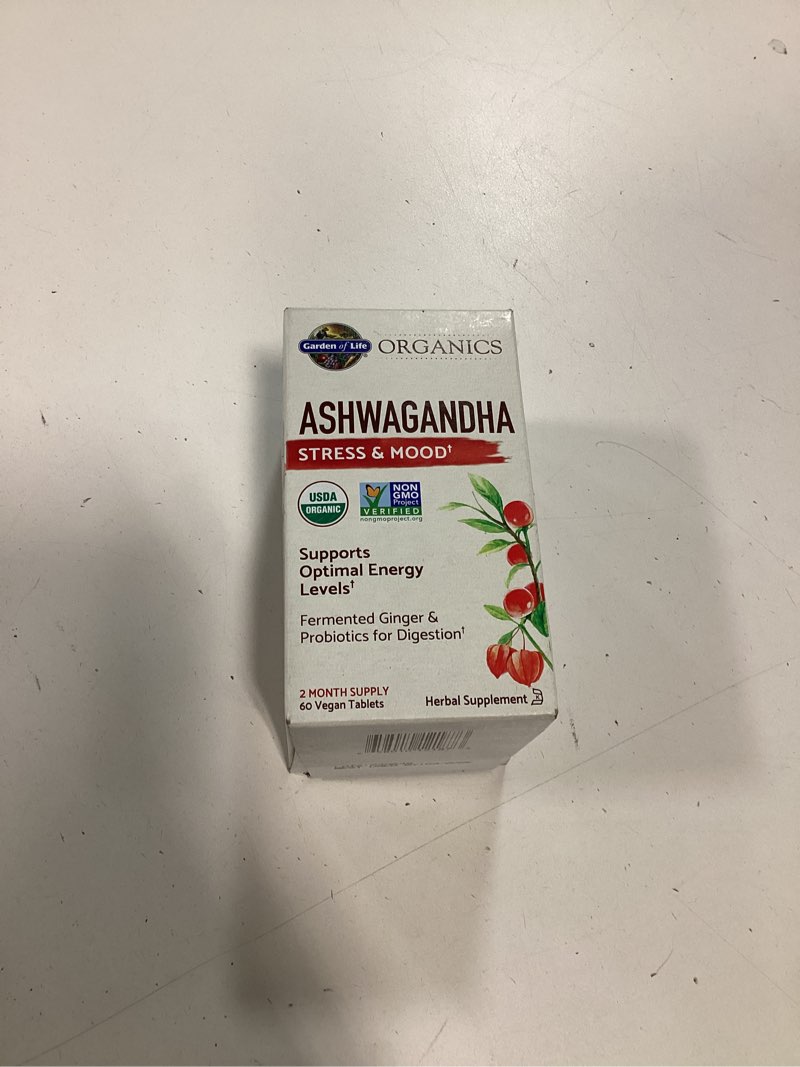 Garden of Life
ORGANICS
ASHWAGANDHA
STRESS & MOOD†
USDA
ORGANIC
NON
GMO
Project
VERIFIED
nongmoproject.org
Supports
Optimal Energy
Levels†
Fermented Ginger &
Probiotics for Digestion†
2 MONTH SUPPLY
60 Vegan Tablets
Herbal Supplement